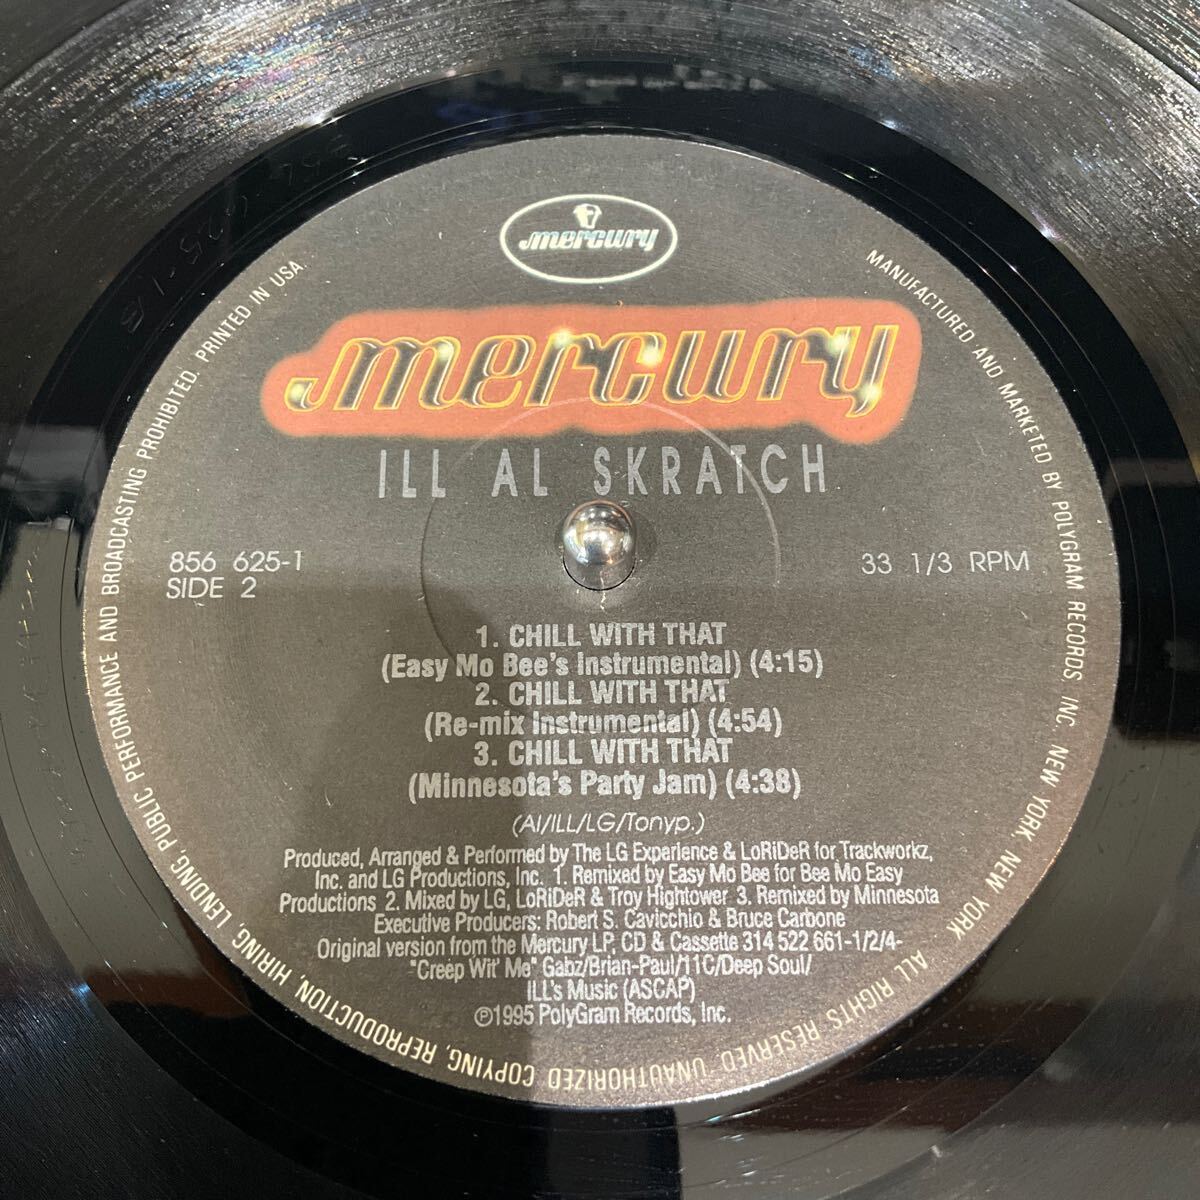 mercury
mercury
ILL AL SKRATCH
856 625-1
SIDE 2
33 1/3 RPM
1. CHILL WITH THAT
(Easy Mo Bee's Instrumental) (4:15)
2. CHILL WITH THAT
(Re-mix Instrumental) (4:54)
3. CHILL WITH THAT
(Minnesota's Party Jam) (4:38)
(Al/ILL/LG/Tonyp.)
Produced, Arranged & Performed by The LG Experience & LoRiDeR for Trackworkz,
Inc. and LG Productions, Inc. 1. Remixed by Easy Mo Bee for Bee Mo Easy
Productions 2. Mixed by LG, LoRiDeR & Troy Hightower 3. Remixed by Minnesota
Executive Producers: Robert S. Cavicchio & Bruce Carbone
Original version from the Mercury LP, CD & Cassette 314 522 661-1/2/4-
"Creep Wit' Me" Gabz/Brian-Paul/11C/Deep Soul/
ILL's Music (ASCAP)
℗1995 PolyGram Records, Inc.
MANUFACTURED AND MARKETED BY POLYGRAM RECORDS, INC. NEW YORK, NEW YORK. ALL RIGHTS RESERVED. UNAUTHORIZED COPYING, REPRODUCTION, HIRING, LENDING, PUBLIC PERFORMANCE AND BROADCASTING PROHIBITED. PRINTED IN USA.